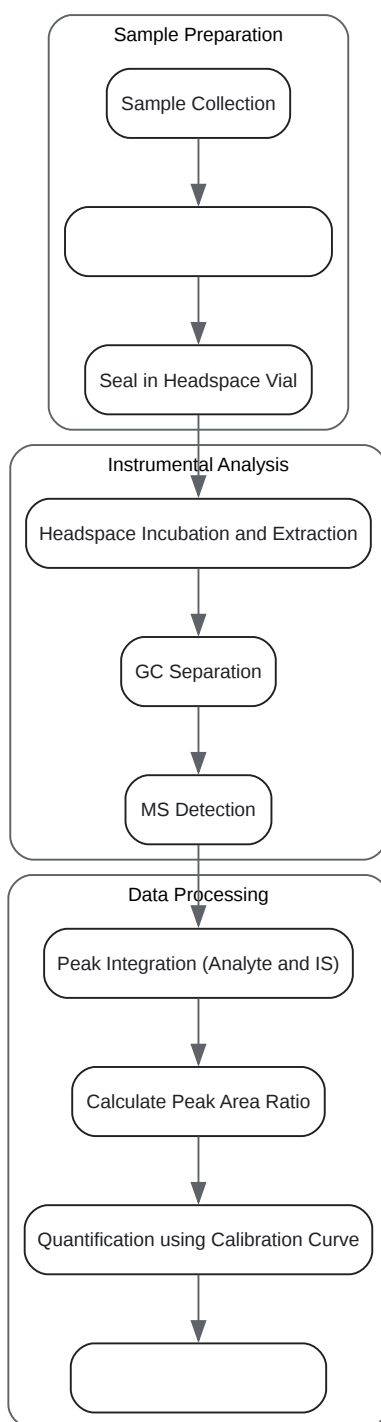 Sample Preparation
Sample Collection
Seal in Headspace Vial
Instrumental Analysis
Headspace Incubation and Extraction
GC Separation
MS Detection
Data Processing
Peak Integration (Analyte and IS)
Calculate Peak Area Ratio
Quantification using Calibration Curve